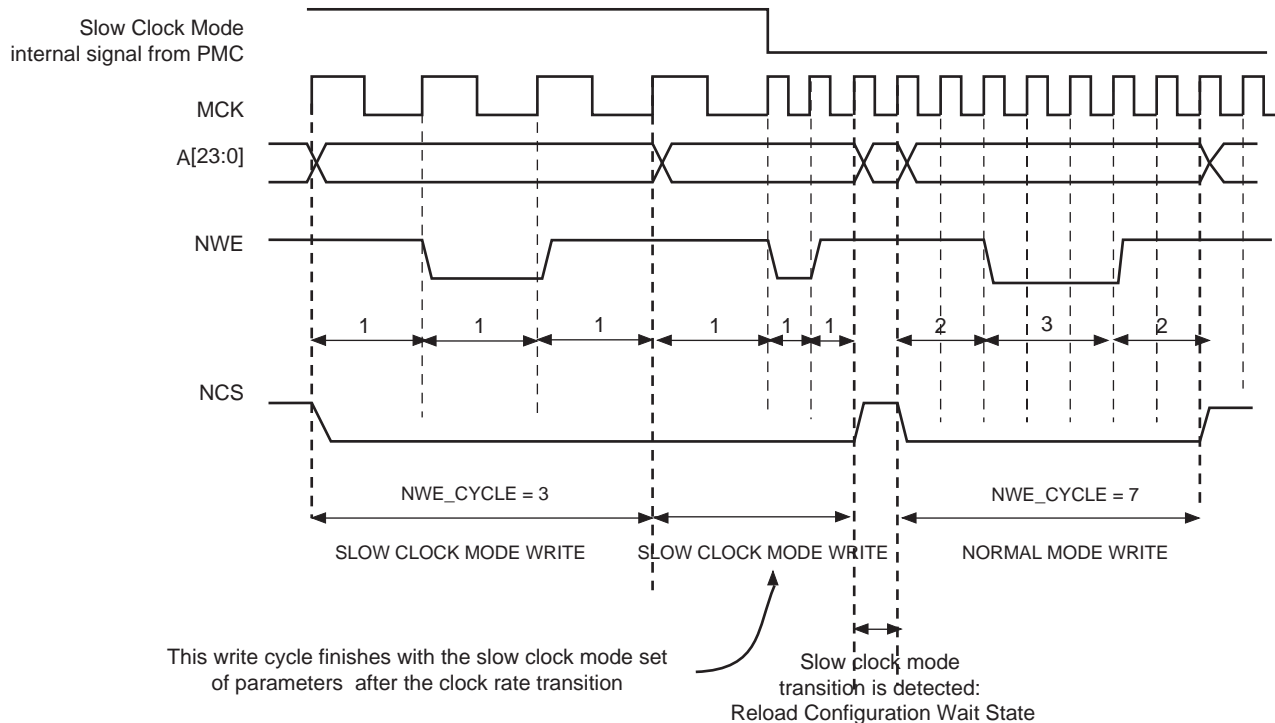 Slow Clock Mode
internal signal from PMC
MCK
A[23:0]
NWE
1 1 1 1 1 1 2 3 2
NCS
NWE_CYCLE = 3 NWE_CYCLE = 7
SLOW CLOCK MODE WRITE SLOW CLOCK MODE WRITE NORMAL MODE WRITE
This write cycle finishes with the slow clock mode set
of parameters after the clock rate transition
Slow clock mode
transition is detected:
Reload Configuration Wait State